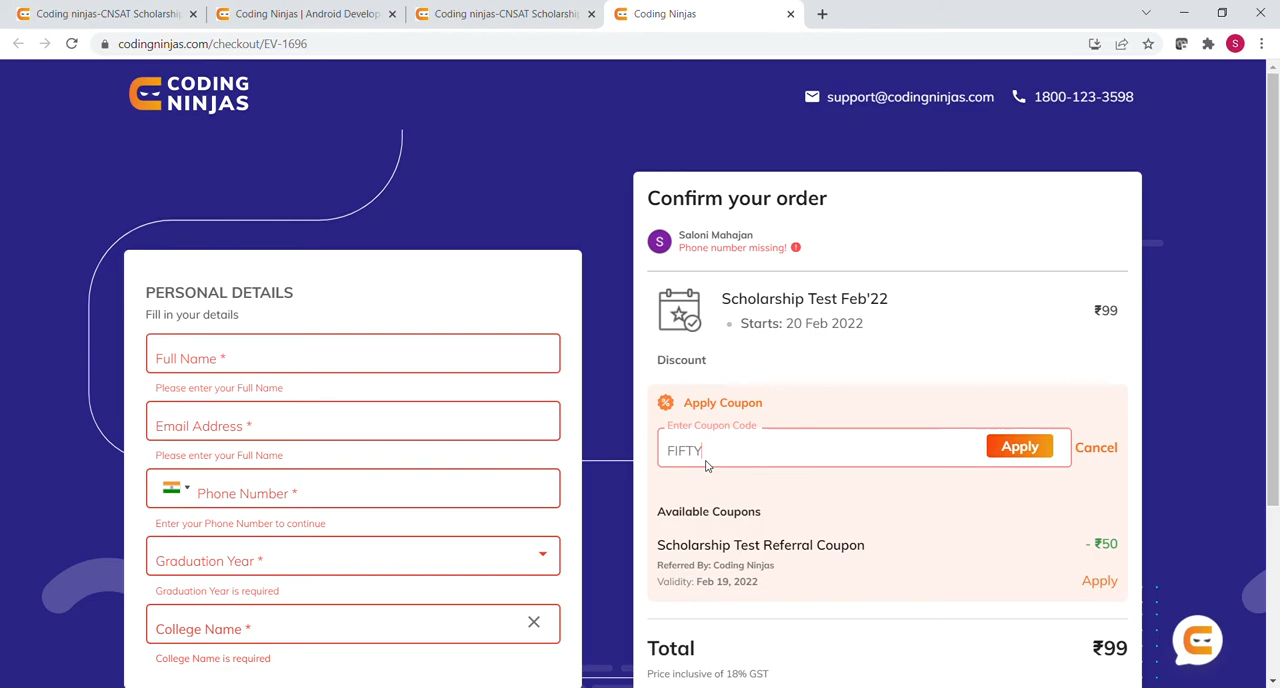 Coding ninjas-CNSAT Scholarship
Coding Ninjas | Android Develop
Coding ninjas-CNSAT Scholarship
Coding Ninjas
codingninjas.com/checkout/EV-1696
S
CODING
NINJAS
support@codingninjas.com
1800-123-3598
PERSONAL DETAILS
Fill in your details
Full Name *
Please enter your Full Name
Email Address *
Please enter your Full Name
Phone Number *
Enter your Phone Number to continue
Graduation Year *
Graduation Year is required
College Name *
College Name is required
Confirm your order
S
Saloni Mahajan
Phone number missing!
Scholarship Test Feb'22
₹99
Starts: 20 Feb 2022
Discount
Apply Coupon
Enter Coupon Code
FIFTY
Apply
Cancel
Available Coupons
Scholarship Test Referral Coupon
- ₹50
Referred By: Coding Ninjas
Validity: Feb 19, 2022
Apply
Total
₹99
Price inclusive of 18% GST